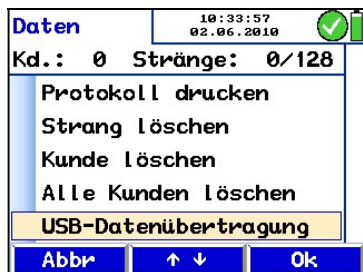 Daten 10:33:57
02.06.2010
Kd.: 0 Stränge: 0/128
Protokoll drucken
Strang löschen
Kunde löschen
Alle Kunden löschen
USB-Datenübertragung
Abbr ↑ ↓ Ok